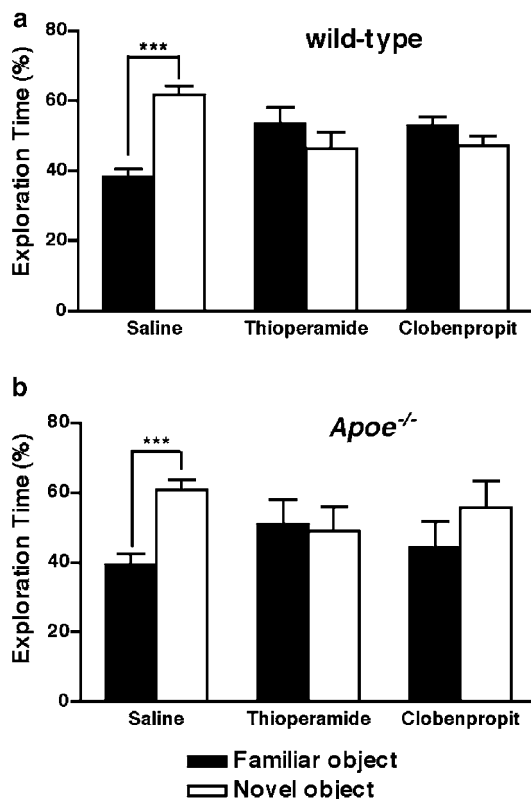 a
wild-type
***
Exploration Time (%)
80
60
40
20
0
Saline Thioperamide Clobenpropit
b
Apoe-/-
***
Exploration Time (%)
80
60
40
20
0
Saline Thioperamide Clobenpropit
Familiar object
Novel object